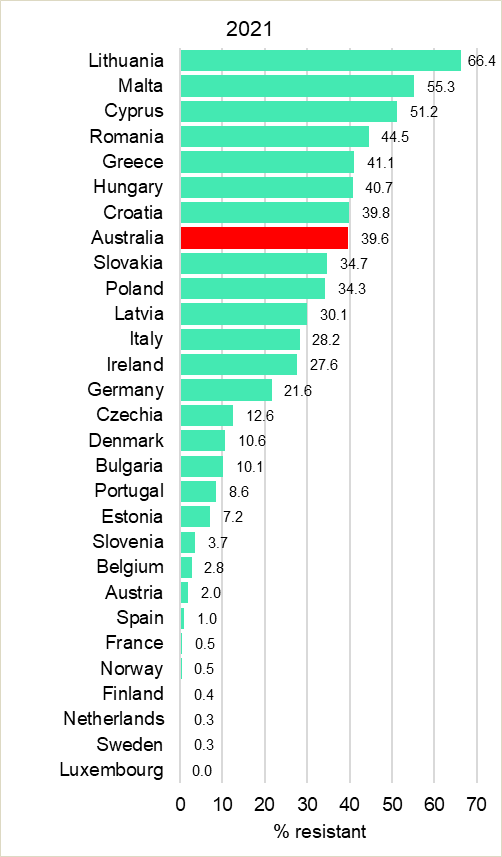 2021
Lithuania 66.4
Malta 55.3
Cyprus 51.2
Romania 44.5
Greece 41.1
Hungary 40.7
Croatia 39.8
Australia 39.6
Slovakia 34.7
Poland 34.3
Latvia 30.1
Italy 28.2
Ireland 27.6
Germany 21.6
Czechia 12.6
Denmark 10.6
Bulgaria 10.1
Portugal 8.6
Estonia 7.2
Slovenia 3.7
Belgium 2.8
Austria 2.0
Spain 1.0
France 0.5
Norway 0.5
Finland 0.4
Netherlands 0.3
Sweden 0.3
Luxembourg 0.0
0 10 20 30 40 50 60 70
% resistant